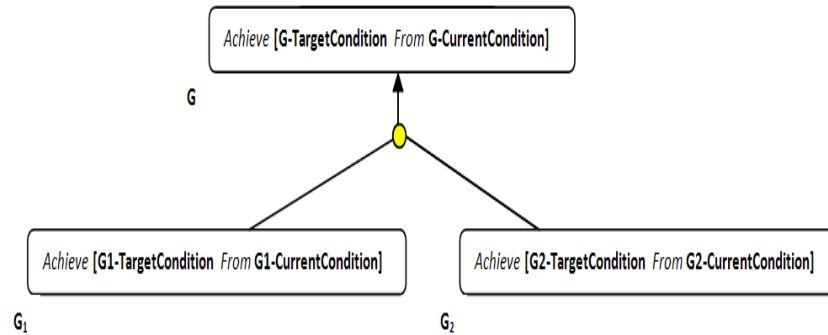 Achieve [G-TargetCondition From G-CurrentCondition]
G
Achieve [G1-TargetCondition From G1-CurrentCondition]
Achieve [G2-TargetCondition From G2-CurrentCondition]
G₁
G₂